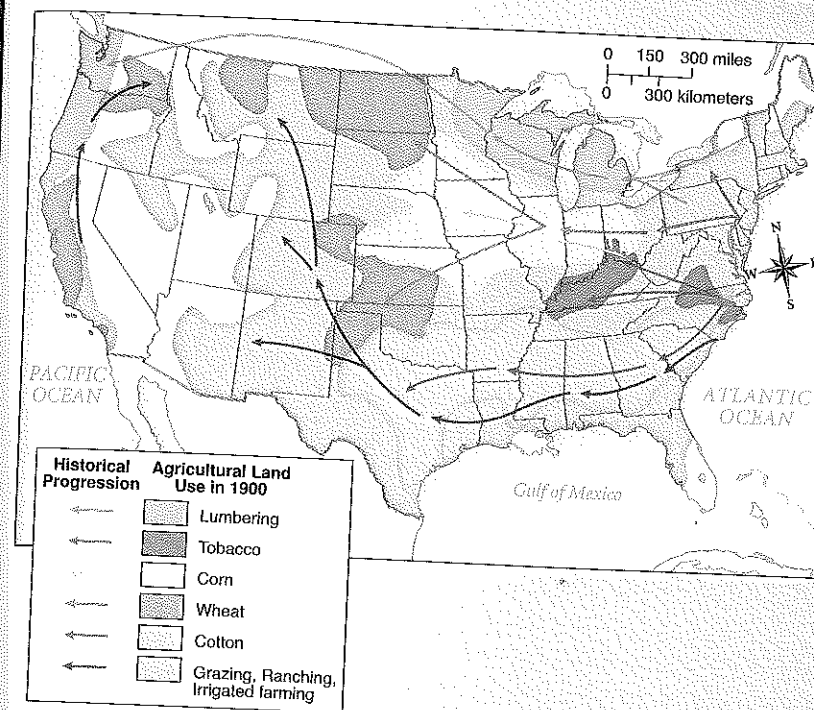 0 150 300 miles
0 300 kilometers
N
W E
S
PACIFIC
OCEAN
ATLANTIC
OCEAN
Gulf of Mexico
Historical
Progression
Agricultural Land
Use in 1900
Lumbering
Tobacco
Corn
Wheat
Cotton
Grazing, Ranching,
Irrigated farming